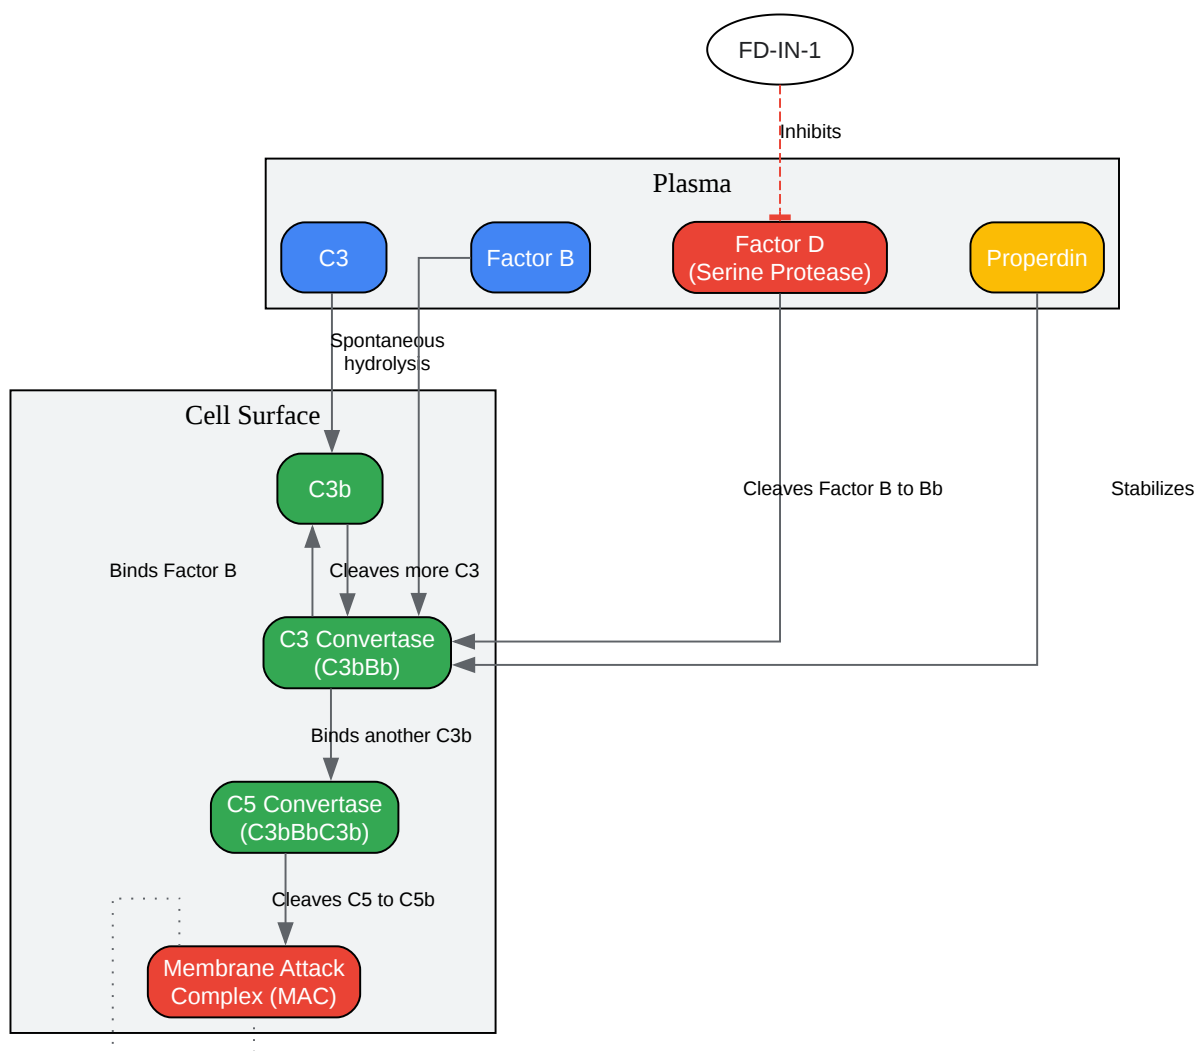 FD-IN-1
Inhibits
Plasma
C3
Factor B
Factor D
(Serine Protease)
Properdin
Spontaneous
hydrolysis
Cell Surface
C3b
Cleaves Factor B to Bb
Stabilizes
Binds Factor B
Cleaves more C3
C3 Convertase
(C3bBb)
Binds another C3b
C5 Convertase
(C3bBbC3b)
Cleaves C5 to C5b
Membrane Attack
Complex (MAC)